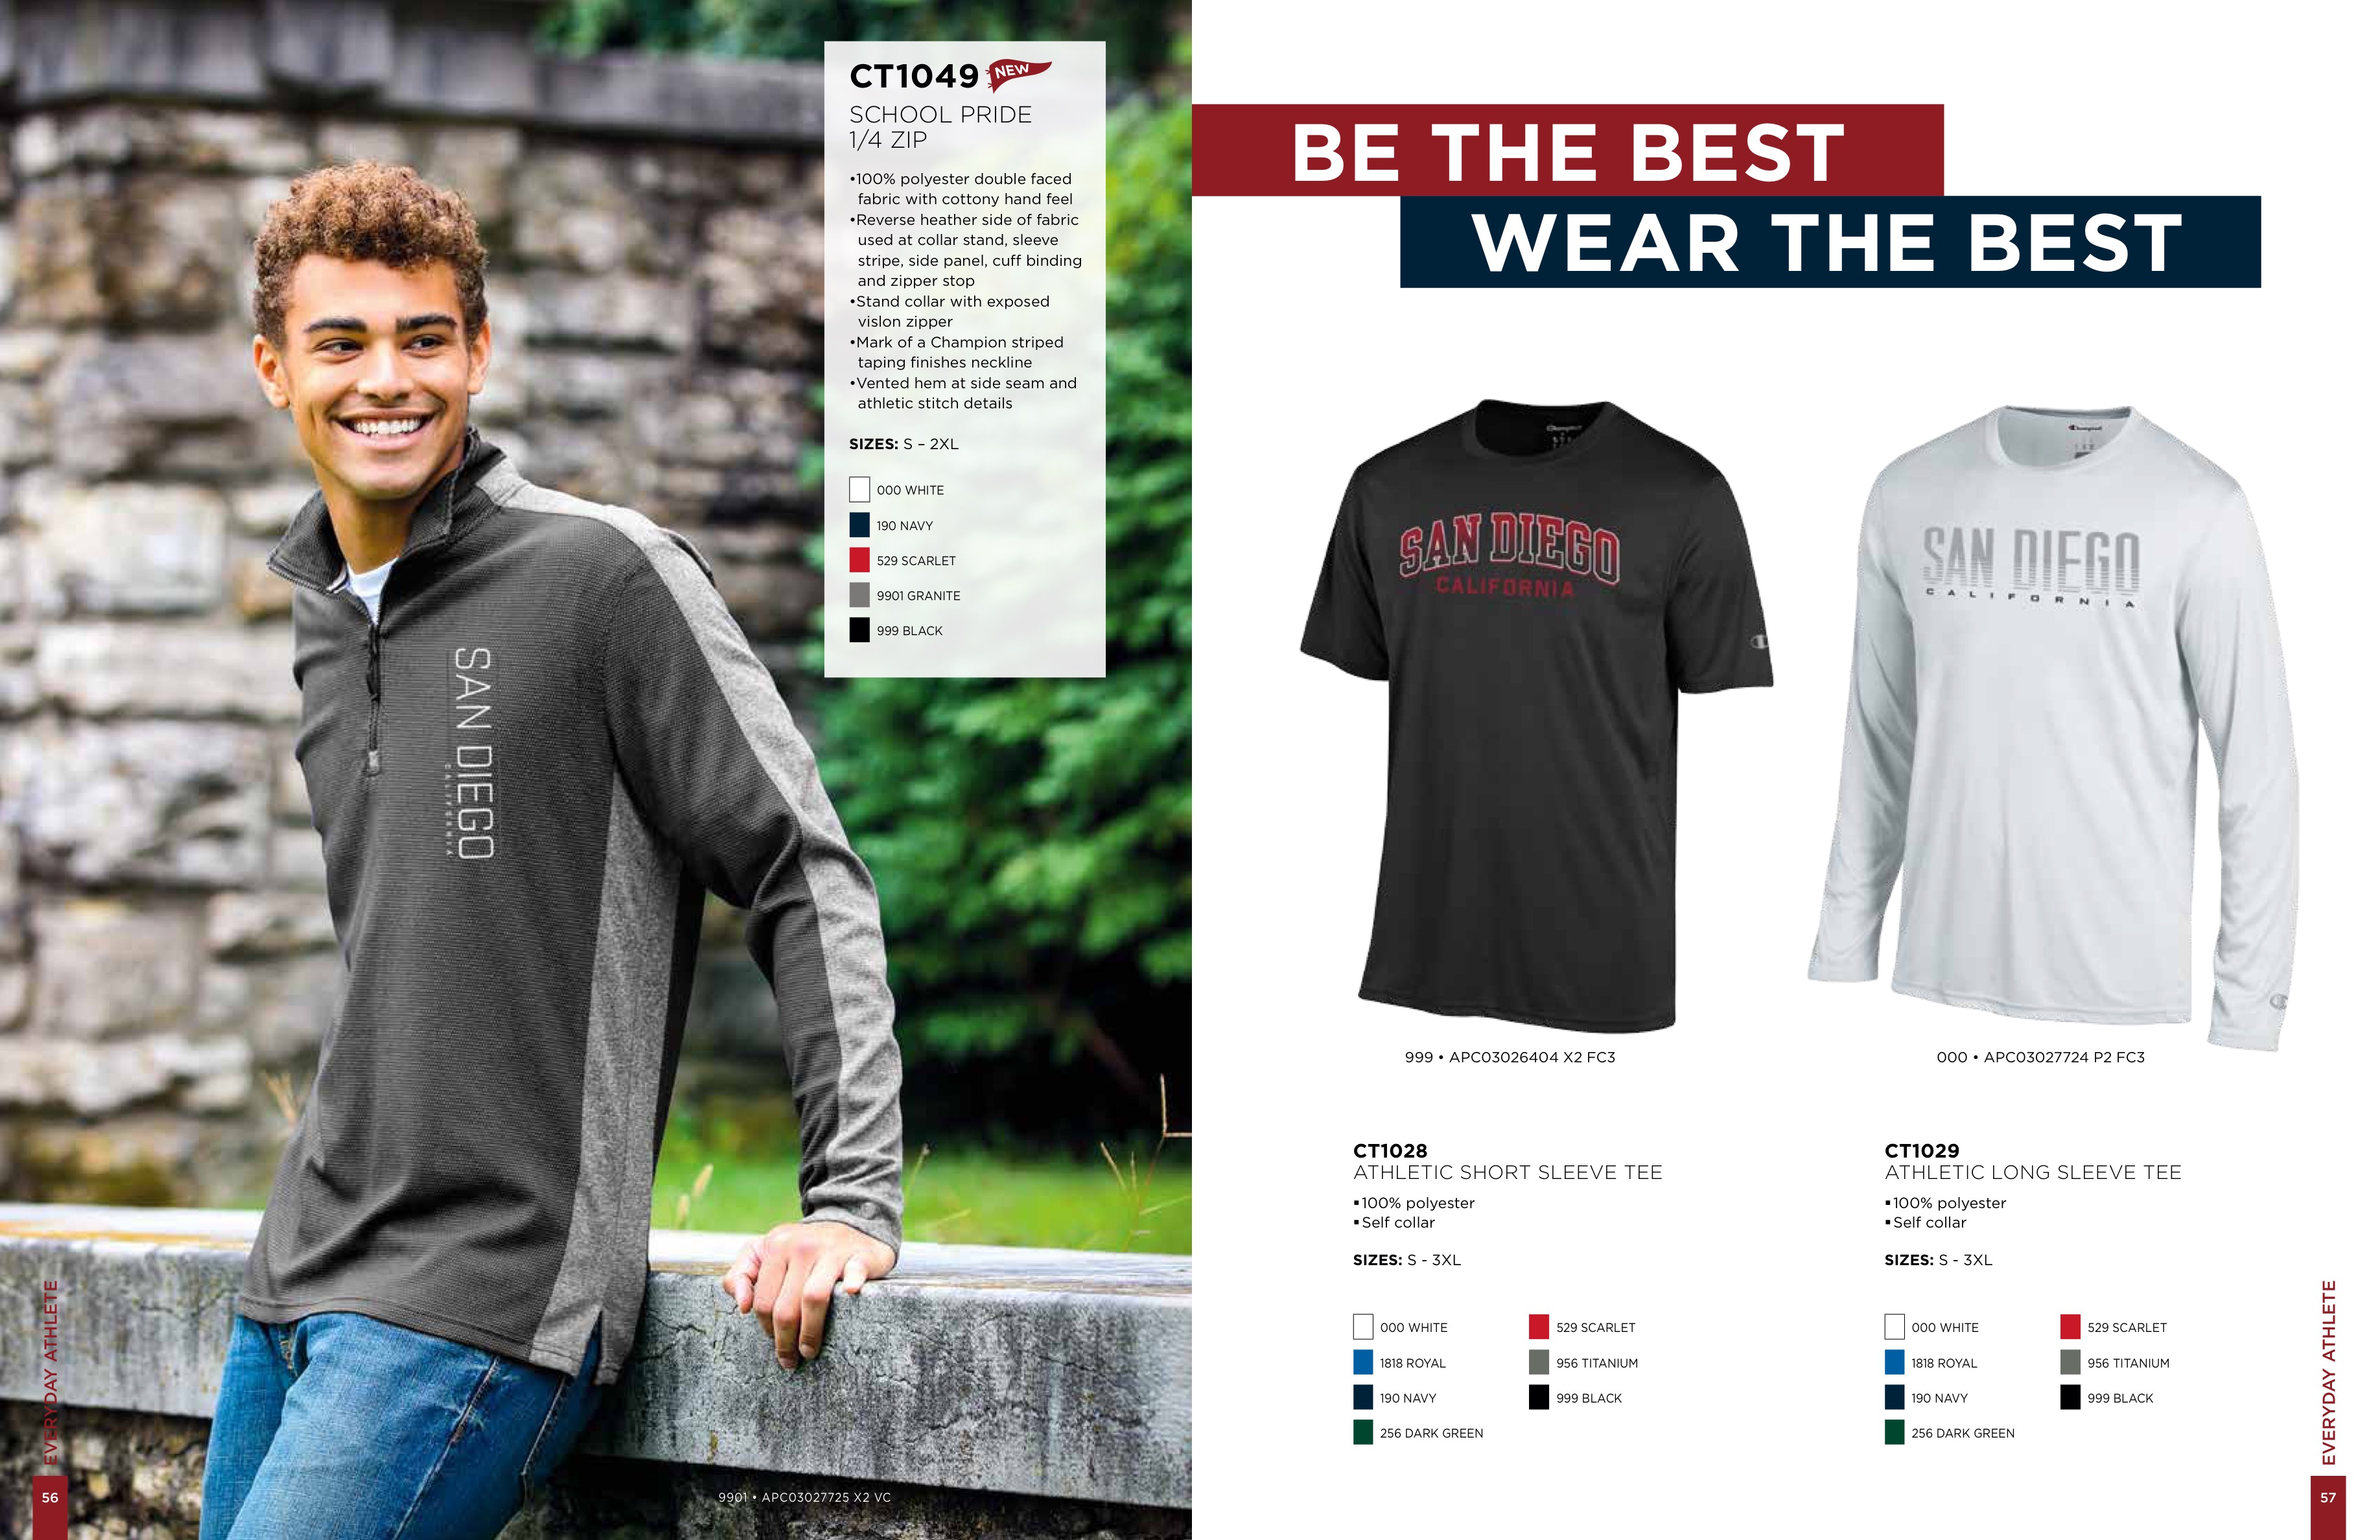 CT1049 NEW
SCHOOL PRIDE
1/4 ZIP
•100% polyester double faced
fabric with cottony hand feel
•Reverse heather side of fabric
used at collar stand, sleeve
stripe, side panel, cuff binding
and zipper stop
•Stand collar with exposed
vislon zipper
•Mark of a Champion striped
taping finishes neckline
•Vented hem at side seam and
athletic stitch details
SIZES: S – 2XL
000 WHITE
190 NAVY
529 SCARLET
9901 GRANITE
999 BLACK
SAN DIEGO
CALIFORNIA
EVERYDAY ATHLETE
56
9901 • APC03027725 X2 VC
BE THE BEST
WEAR THE BEST
Champion
SAN DIEGO
CALIFORNIA
999 • APC03026404 X2 FC3
Champion
SAN DIEGO
CALIFORNIA
000 • APC03027724 P2 FC3
CT1028
ATHLETIC SHORT SLEEVE TEE
▪100% polyester
▪Self collar
SIZES: S - 3XL
000 WHITE
1818 ROYAL
190 NAVY
256 DARK GREEN
529 SCARLET
956 TITANIUM
999 BLACK
CT1029
ATHLETIC LONG SLEEVE TEE
▪100% polyester
▪Self collar
SIZES: S - 3XL
000 WHITE
1818 ROYAL
190 NAVY
256 DARK GREEN
529 SCARLET
956 TITANIUM
999 BLACK
EVERYDAY ATHLETE
57